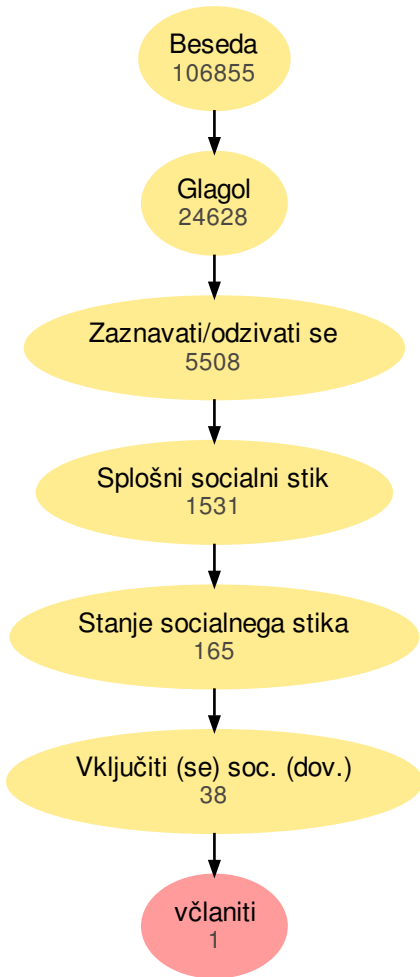 Beseda
106855
Glagol
24628
Zaznavati/odzivati se
5508
Splošni socialni stik
1531
Stanje socialnega stika
165
Vključiti (se) soc. (dov.)
38
včlaniti
1